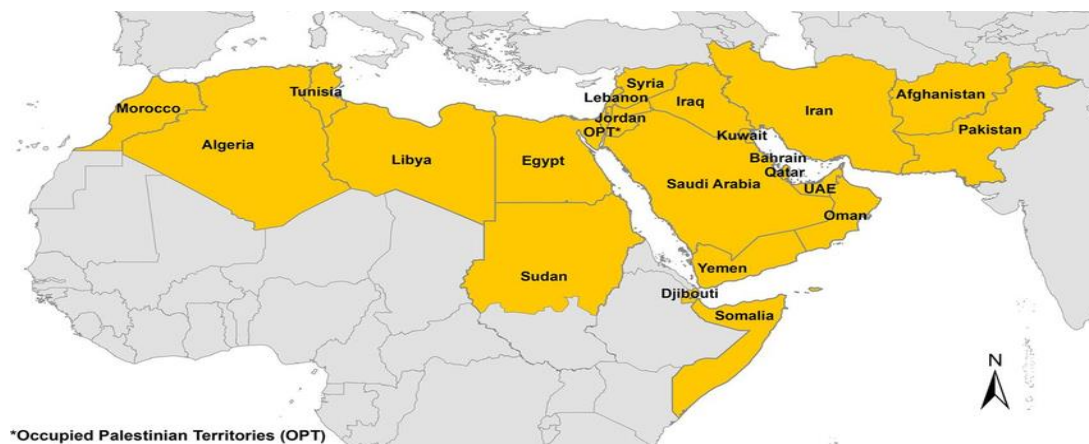 Morocco
Algeria
Tunisia
Libya
Egypt
Sudan
Syria
Lebanon
Jordan
OPT*
Iraq
Kuwait
Saudi Arabia
Bahrain
Qatar
UAE
Oman
Yemen
Djibouti
Somalia
Iran
Afghanistan
Pakistan
N
*Occupied Palestinian Territories (OPT)